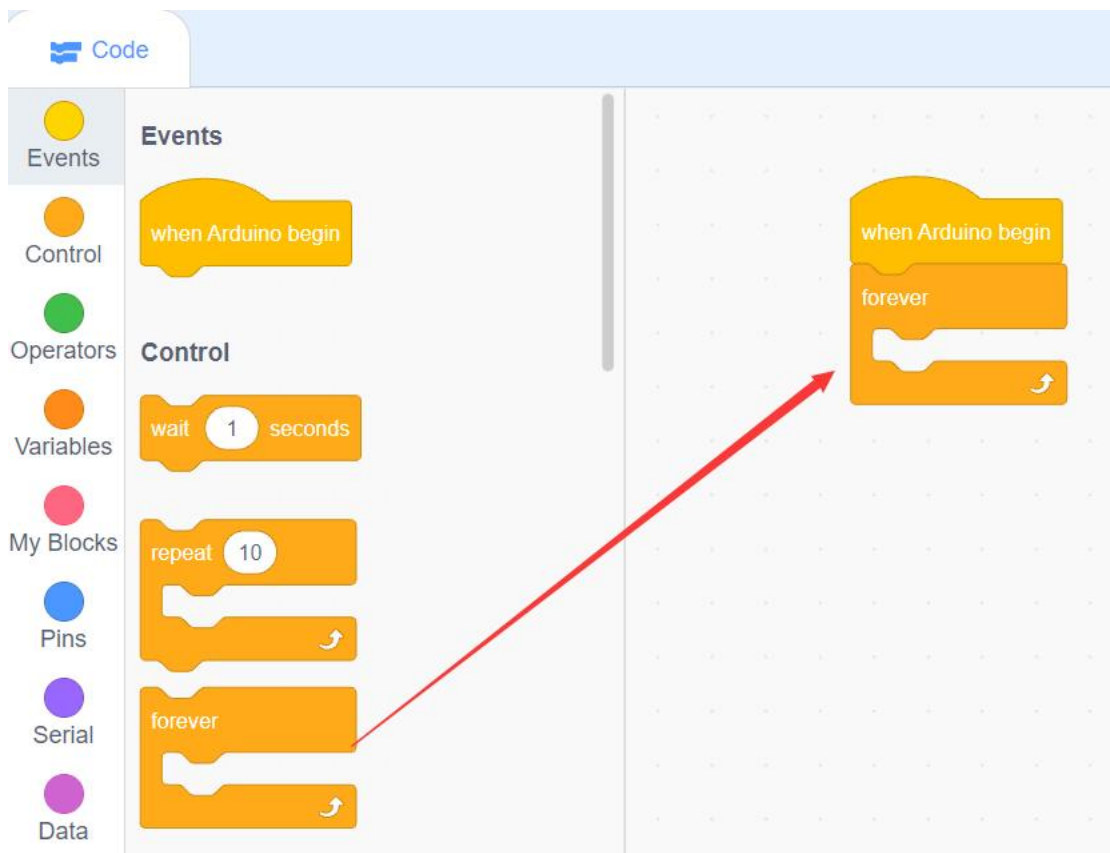 Code
Events
Control
Operators
Variables
My Blocks
Pins
Serial
Data
Events
when Arduino begin
Control
wait 1 seconds
repeat 10
forever
when Arduino begin
forever